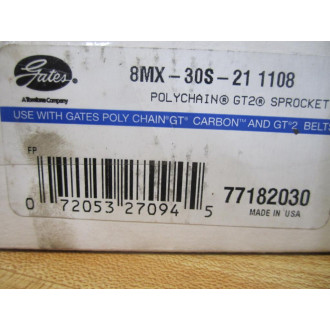 Gates
A Tomkins Company
8MX-30S-21 1108
POLYCHAIN® GT2® SPROCKET
USE WITH GATES POLY CHAIN® GT® CARBON™ AND GT®2 BELTS
FP
0 72053 27094 5
77182030
MADE IN USA